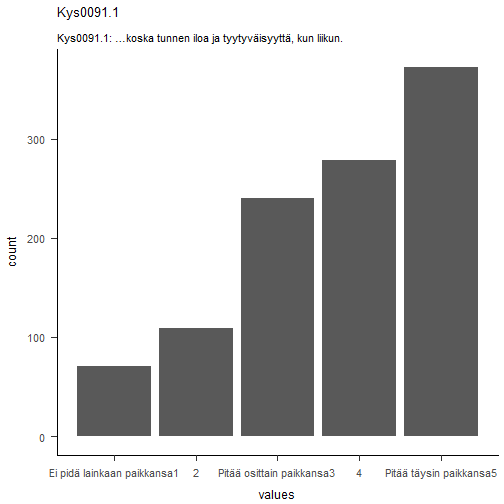 Kys0091.1
Kys0091.1: …koska tunnen iloa ja tyytyväisyyttä, kun liikun.
300
200
100
0
count
Ei pidä lainkaan paikkansa1 2 Pitää osittain paikkansa3 4 Pitää täysin paikkansa5
values